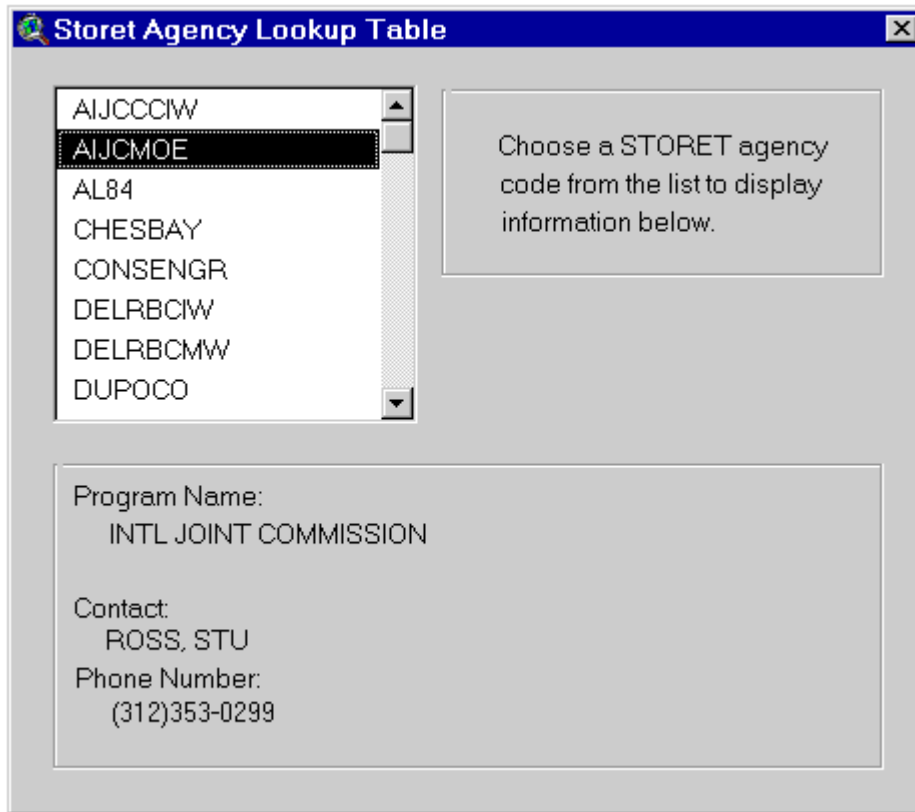 Storet Agency Lookup Table
AIJCCCIW
AIJCMOE
AL84
CHESBAY
CONSENGR
DELRBCIW
DELRBCMW
DUPOCO
Choose a STORET agency
code from the list to display
information below.
Program Name:
INTL JOINT COMMISSION
Contact:
ROSS, STU
Phone Number:
(312)353-0299